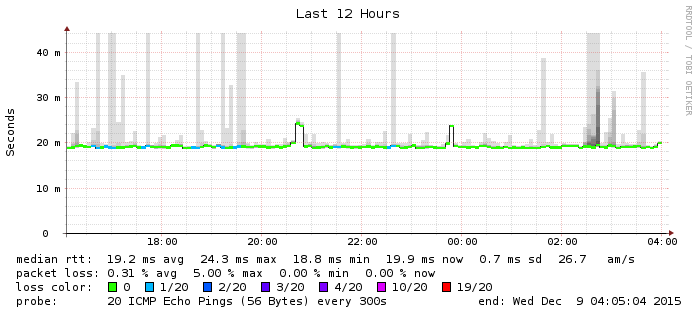 Last 12 Hours
RRDTOOL / TOBI OETIKER
Seconds
40 m
30 m
20 m
10 m
0
18:00 20:00 22:00 00:00 02:00 04:00
median rtt: 19.2 ms avg 24.3 ms max 18.8 ms min 19.9 ms now 0.7 ms sd 26.7 am/s
packet loss: 0.31 % avg 5.00 % max 0.00 % min 0.00 % now
loss color: 0 1/20 2/20 3/20 4/20 10/20 19/20
probe: 20 ICMP Echo Pings (56 Bytes) every 300s end: Wed Dec 9 04:05:04 2015